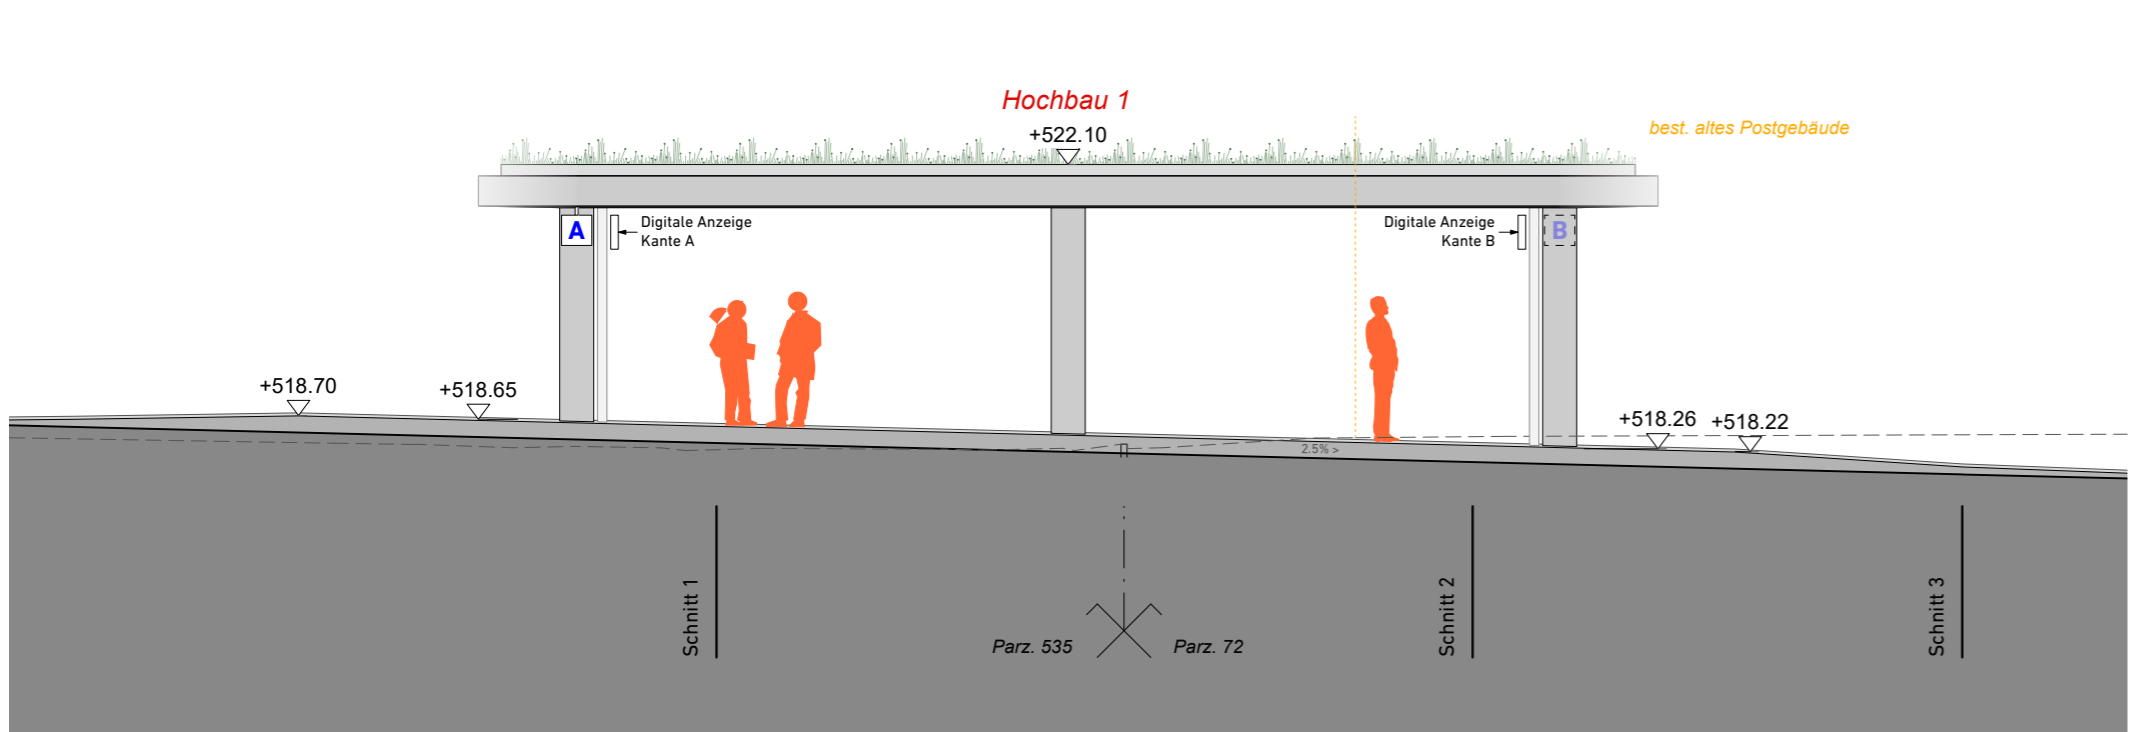 Hochbau 1
+522.10
best. altes Postgebäude
A
Digitale Anzeige
Kante A
Digitale Anzeige
Kante B
B
+518.70
+518.65
+518.26
+518.22
2.5% >
Schnitt 1
Parz. 535
Parz. 72
Schnitt 2
Schnitt 3